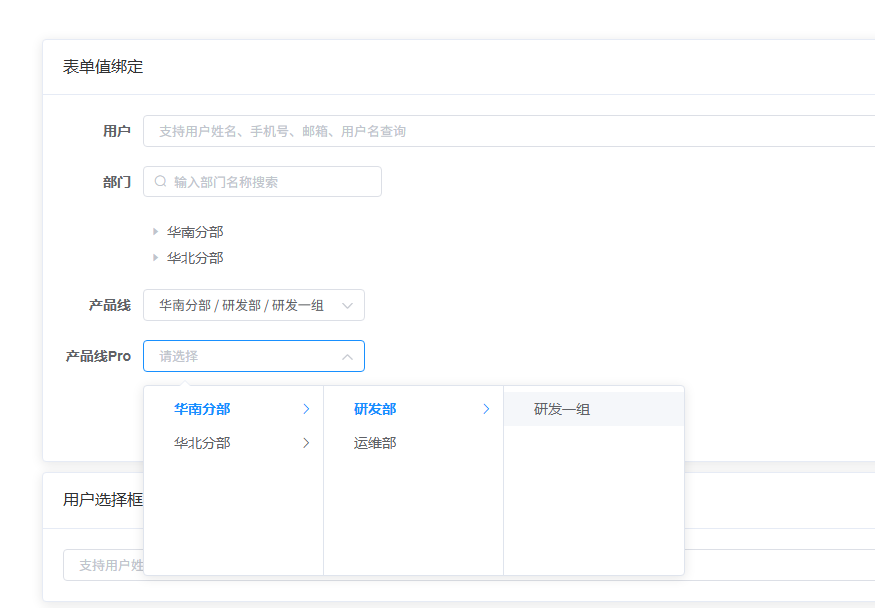 表单值绑定
用户 支持用户姓名、手机号、邮箱、用户名查询
部门 输入部门名称搜索
华南分部
华北分部
产品线 华南分部 / 研发部 / 研发一组
产品线Pro 请选择
华南分部 研发部 研发一组
华北分部 运维部
用户选择框
支持用户姓